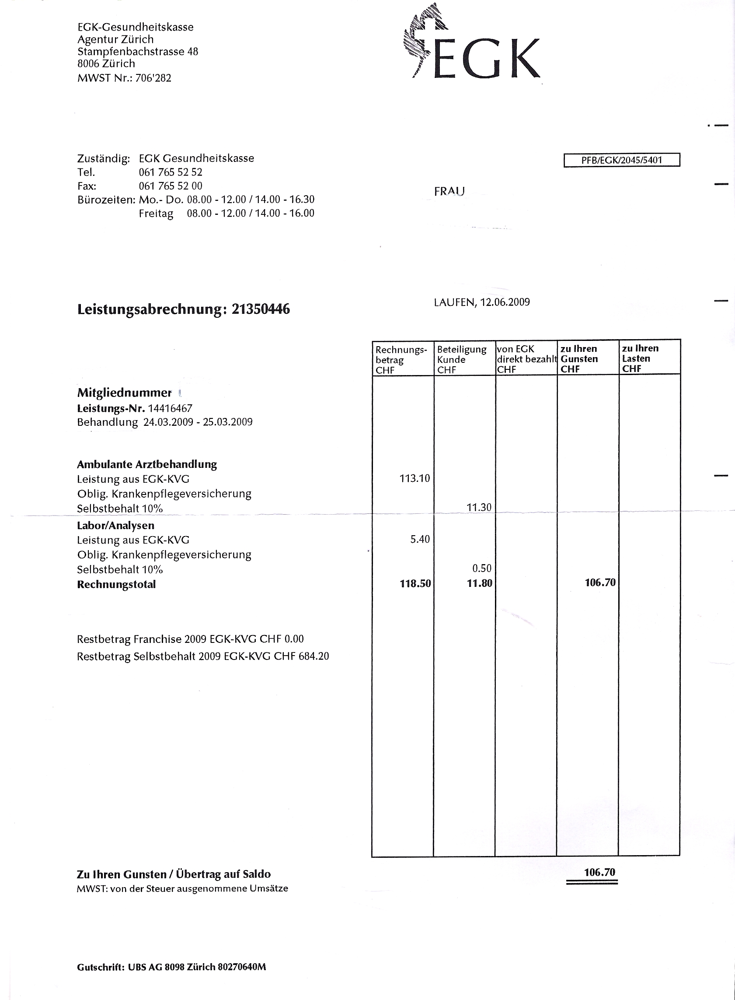 EGK-Gesundheitskasse
Agentur Zürich
Stampfenbachstrasse 48
8006 Zürich
MWST Nr.: 706'282
EGK
Zuständig: EGK Gesundheitskasse
Tel. 061 765 52 52
Fax: 061 765 52 00
Bürozeiten: Mo.- Do. 08.00 - 12.00 / 14.00 - 16.30
Freitag 08.00 - 12.00 / 14.00 - 16.00
PFB/EGK/2045/5401
FRAU
Leistungsabrechnung: 21350446
LAUFEN, 12.06.2009
Rechnungs- Beteiligung von EGK zu Ihren zu Ihren
betrag Kunde direkt bezahlt Gunsten Lasten
CHF CHF CHF CHF CHF
Mitgliednummer
Leistungs-Nr. 14416467
Behandlung 24.03.2009 - 25.03.2009
Ambulante Arztbehandlung
Leistung aus EGK-KVG 113.10
Oblig. Krankenpflegeversicherung
Selbstbehalt 10% 11.30
Labor/Analysen
Leistung aus EGK-KVG 5.40
Oblig. Krankenpflegeversicherung
Selbstbehalt 10% 0.50
Rechnungstotal 118.50 11.80 106.70
Restbetrag Franchise 2009 EGK-KVG CHF 0.00
Restbetrag Selbstbehalt 2009 EGK-KVG CHF 684.20
Zu Ihren Gunsten / Übertrag auf Saldo 106.70
MWST: von der Steuer ausgenommene Umsätze
Gutschrift: UBS AG 8098 Zürich 80270640M